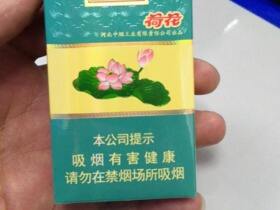 荷花
河北中烟工业有限责任公司出品
本公司提示
吸烟有害健康
请勿在禁烟场所吸烟